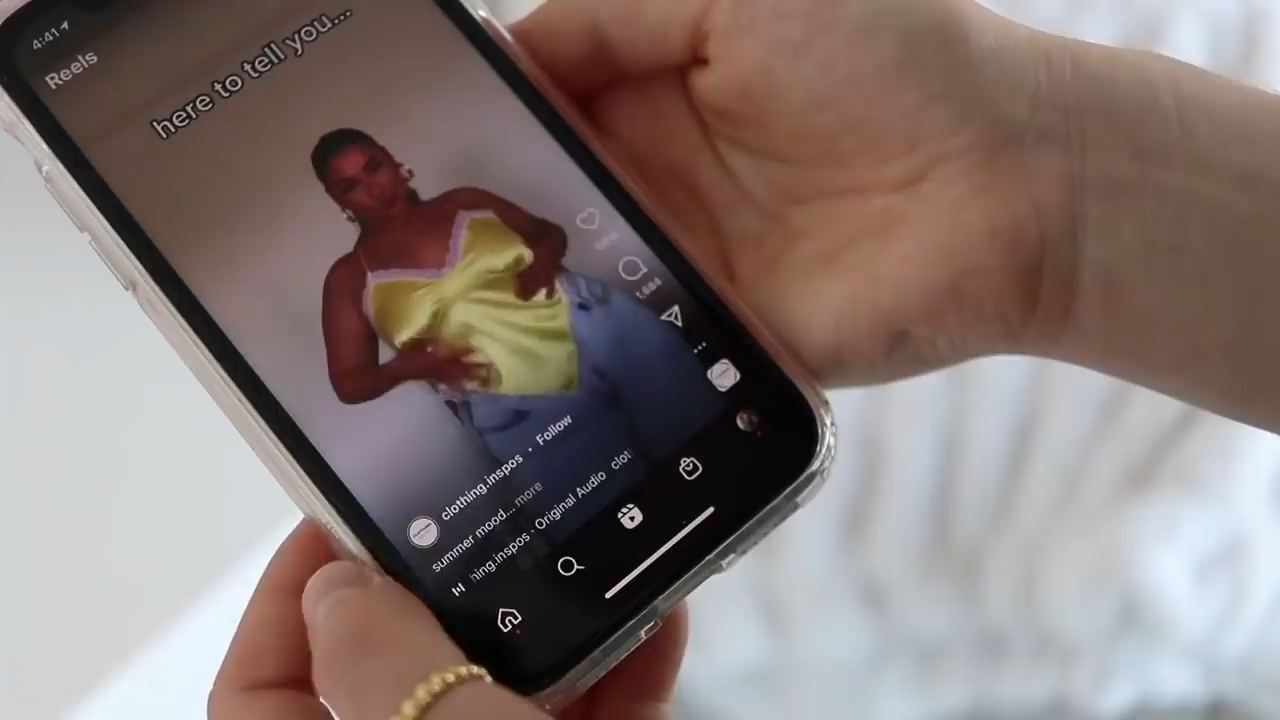 4:41
Reels
here to tell you...
1,684
clothing.inspos · Follow
summer mood... more
hing.inspos · Original Audio clot